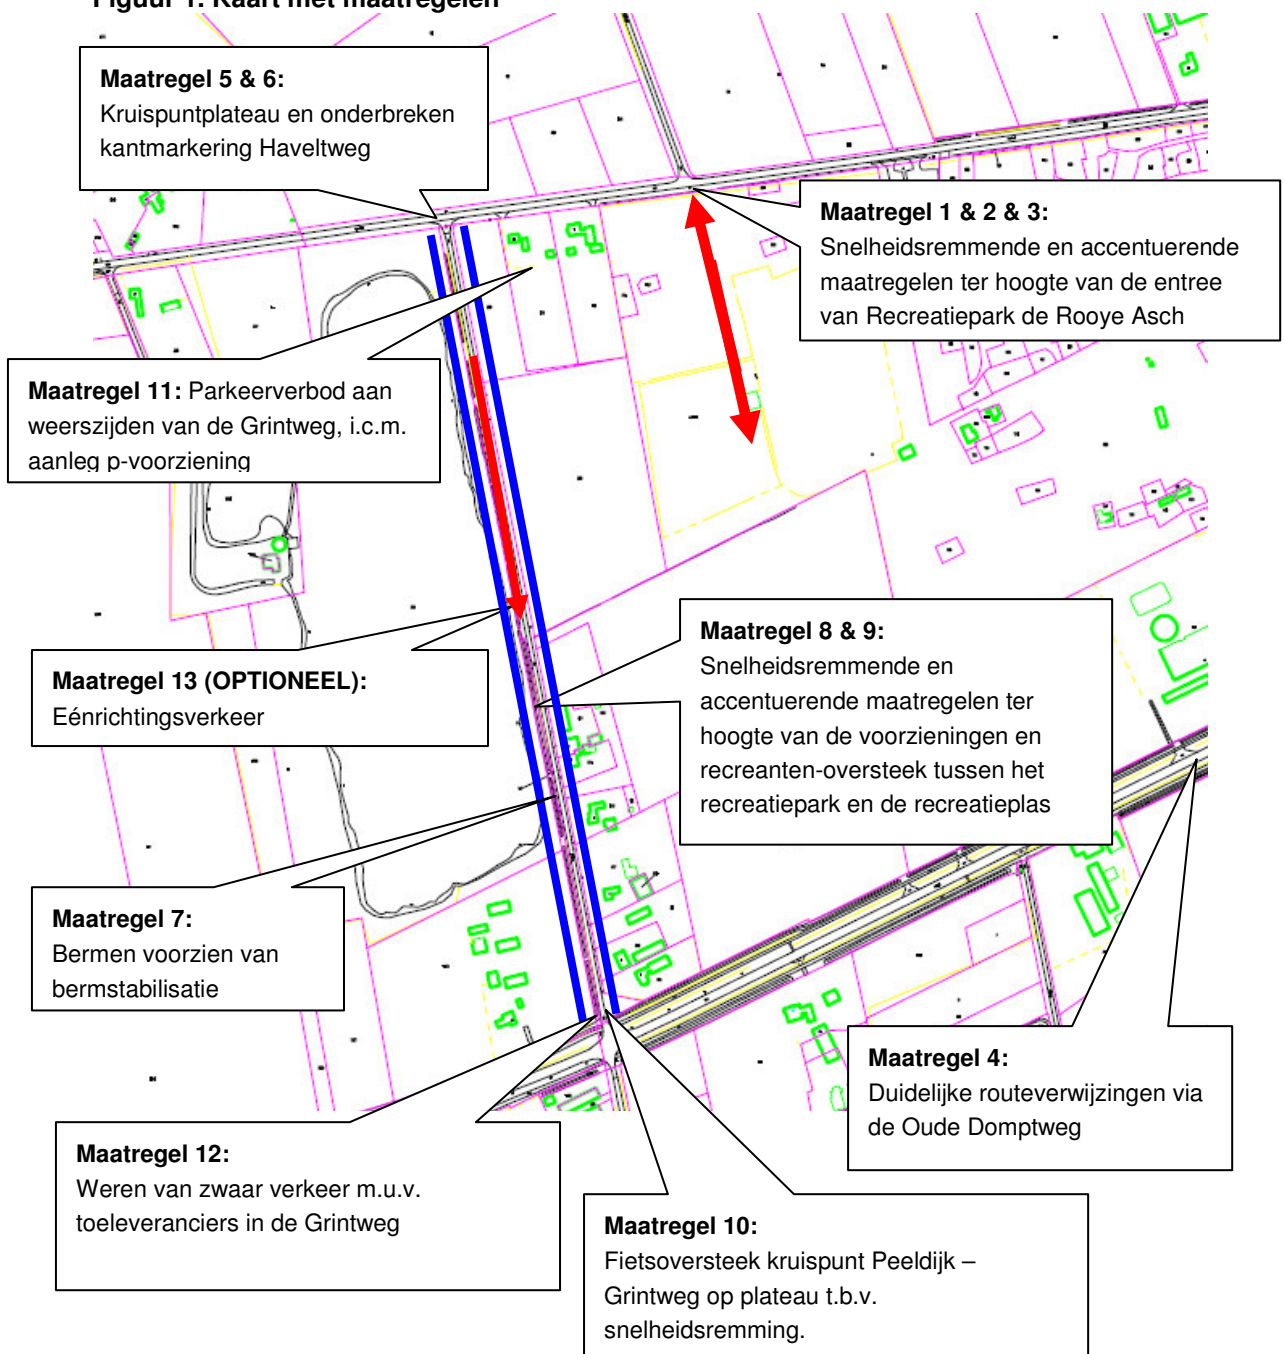 Figuur 1: Kaart met maatregelen
Maatregel 5 & 6:
Kruispuntplateau en onderbreken
kantmarkering Haveltweg
Maatregel 1 & 2 & 3:
Snelheidsremmende en accentuerende
maatregelen ter hoogte van de entree
van Recreatiepark de Rooye Asch
Maatregel 11: Parkeerverbod aan
weerszijden van de Grintweg, i.c.m.
aanleg p-voorziening
Maatregel 8 & 9:
Snelheidsremmende en
accentuerende maatregelen ter
hoogte van de voorzieningen en
recreanten-oversteek tussen het
recreatiepark en de recreatieplas
Maatregel 13 (OPTIONEEL):
Eénrichtingsverkeer
Maatregel 7:
Bermen voorzien van
bermstabilisatie
Maatregel 4:
Duidelijke routeverwijzingen via
de Oude Domptweg
Maatregel 12:
Weren van zwaar verkeer m.u.v.
toeleveranciers in de Grintweg
Maatregel 10:
Fietsoversteek kruispunt Peeldijk –
Grintweg op plateau t.b.v.
snelheidsremming.